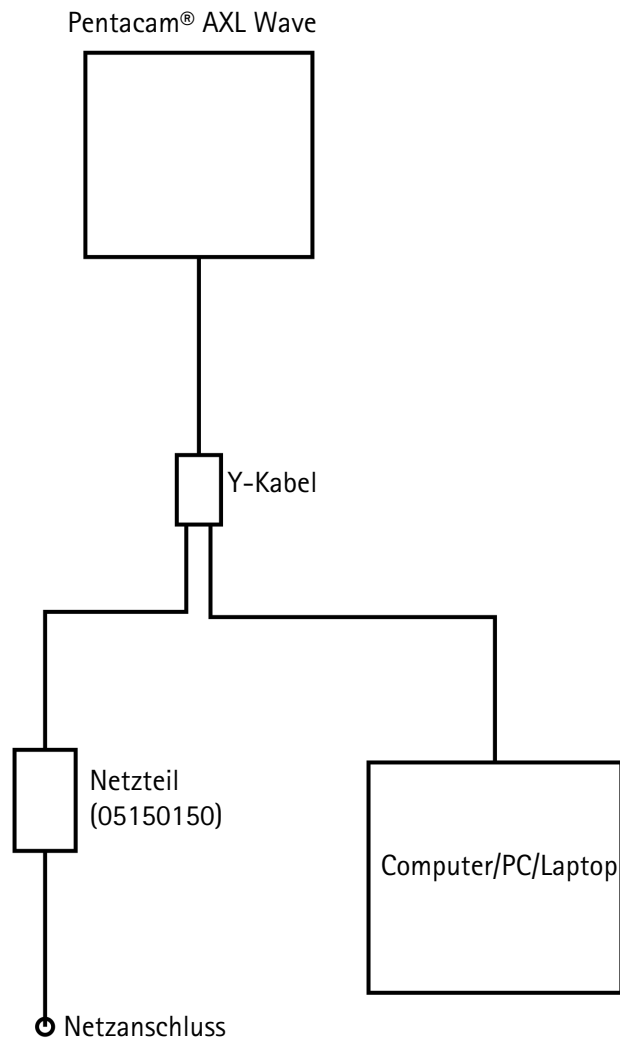 Pentacam® AXL Wave
Y-Kabel
Netzteil
(05150150)
Computer/PC/Laptop
Netzanschluss